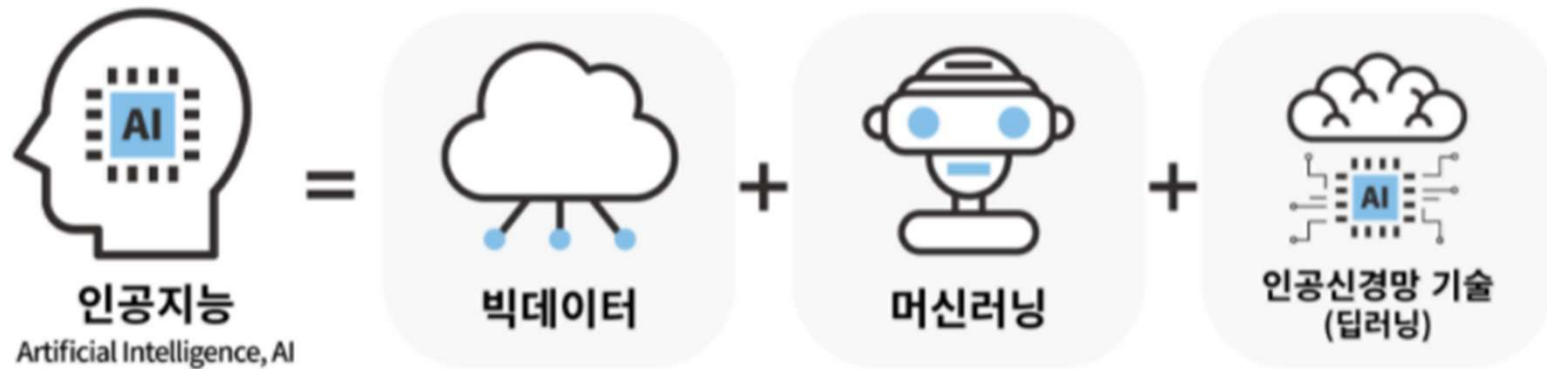 AI
인공지능
Artificial Intelligence, AI
=
빅데이터
+
머신러닝
+
AI
인공신경망 기술
(딥러닝)